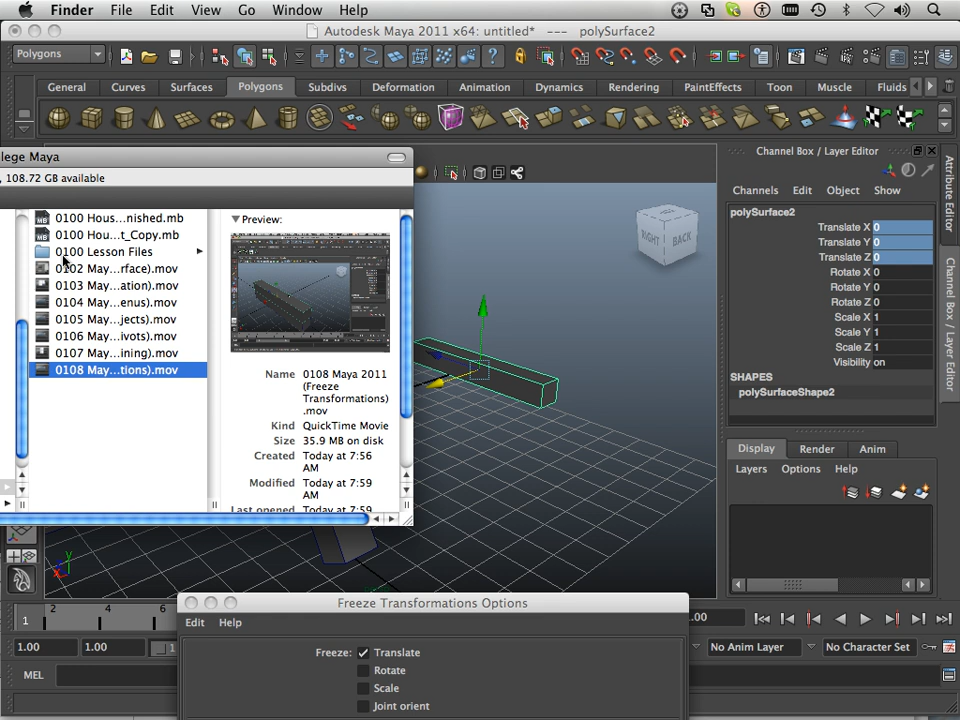 Finder File Edit View Go Window Help
Autodesk Maya 2011 x64: untitled* --- polySurface2
Polygons
General Curves Surfaces Polygons Subdivs Deformation Animation Dynamics Rendering PaintEffects Toon Muscle Fluids
lege Maya
, 108.72 GB available
0100 Hous...nished.mb
0100 Hou...t_Copy.mb
0100 Lesson Files
0102 May...rface).mov
0103 May...ation).mov
0104 May...enus).mov
0105 May...jects).mov
0106 May...ivots).mov
0107 May...ining).mov
0108 May...tions).mov
Preview:
Name 0108 Maya 2011 (Freeze Transformations).mov
Kind QuickTime Movie
Size 35.9 MB on disk
Created Today at 7:56 AM
Modified Today at 7:59 AM
Last opened Today at 7:59
RIGHT BACK
Channel Box / Layer Editor
Channels Edit Object Show
polySurface2
Translate X 0
Translate Y 0
Translate Z 0
Rotate X 0
Rotate Y 0
Rotate Z 0
Scale X 1
Scale Y 1
Scale Z 1
Visibility on
SHAPES
polySurfaceShape2
Display Render Anim
Layers Options Help
Attribute Editor
Channel Box / Layer Editor
y
z
2 4 6
1
.00
1.00 1.00 1
No Anim Layer No Character Set
MEL
Freeze Transformations Options
Edit Help
Freeze: Translate
Rotate
Scale
Joint orient